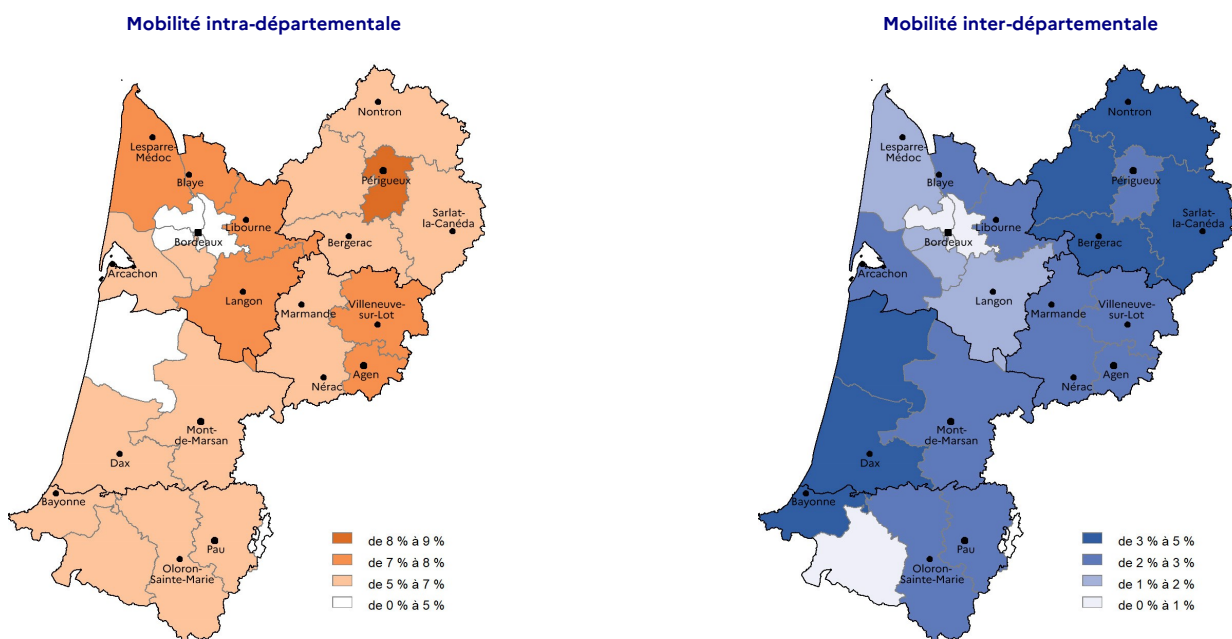 Mobilité intra-départementale
Nontron
Lesparre-
Médoc
Blaye
Périgueux
Sarlat-
la-Canéda
Libourne
Bordeaux
Bergerac
Arcachon
Langon
Marmande
Villeneuve-
sur-Lot
Agen
Nérac
Mont-
de-Marsan
Dax
Bayonne
Pau
Oloron-
Sainte-Marie
de 8 % à 9 %
de 7 % à 8 %
de 5 % à 7 %
de 0 % à 5 %
Mobilité inter-départementale
Nontron
Lesparre-
Médoc
Blaye
Périgueux
Sarlat-
la-Canéda
Libourne
Bordeaux
Bergerac
Arcachon
Langon
Marmande
Villeneuve-
sur-Lot
Agen
Nérac
Mont-
de-Marsan
Dax
Bayonne
Pau
Oloron-
Sainte-Marie
de 3 % à 5 %
de 2 % à 3 %
de 1 % à 2 %
de 0 % à 1 %